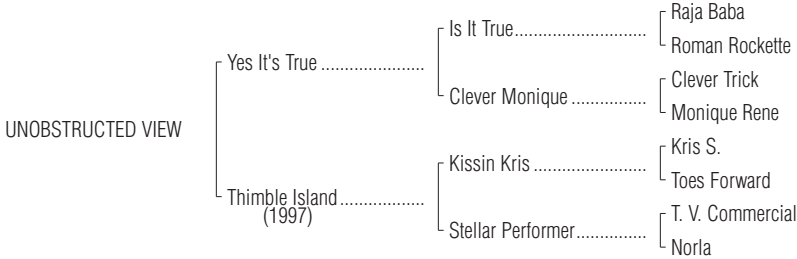 Raja Baba
Is It True..............................
Roman Rockette
Yes It's True ......................
Clever Trick
Clever Monique ................
Monique Rene
UNOBSTRUCTED VIEW
Kris S.
Kissin Kris ........................
Toes Forward
Thimble Island..................
(1997)
T. V. Commercial
Stellar Performer...............
Norla